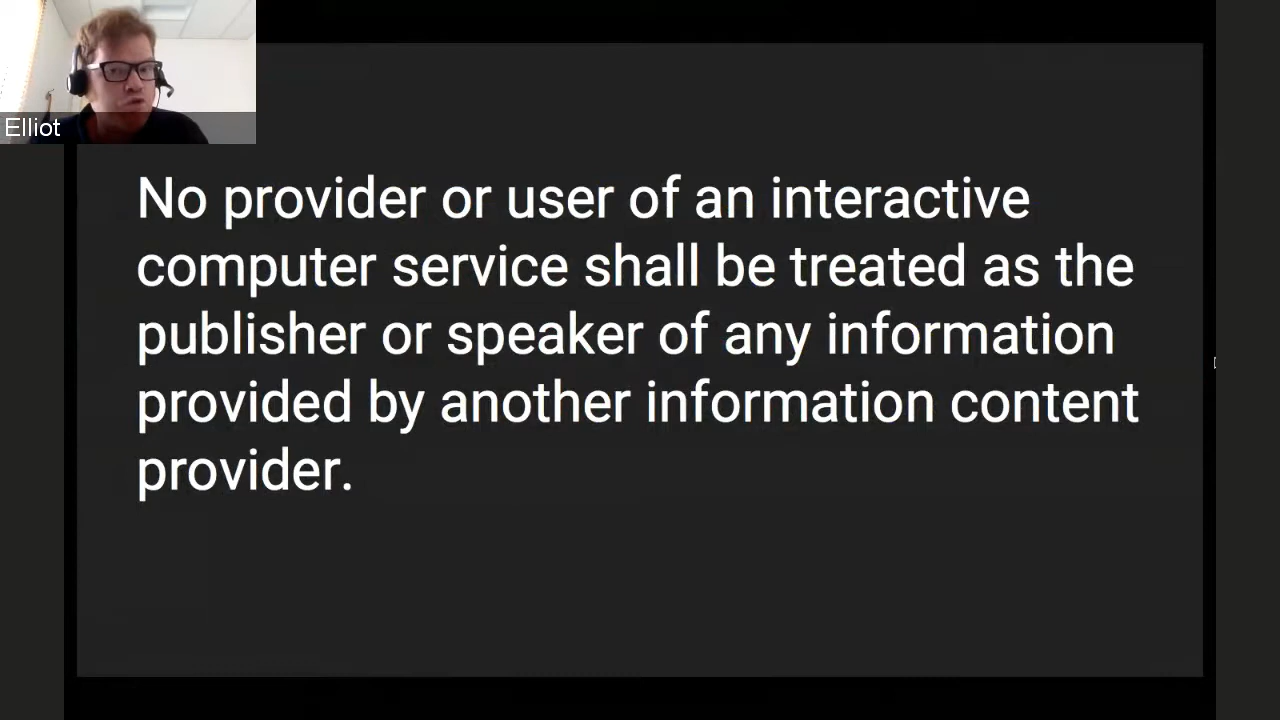 Elliot
No provider or user of an interactive
computer service shall be treated as the
publisher or speaker of any information
provided by another information content
provider.